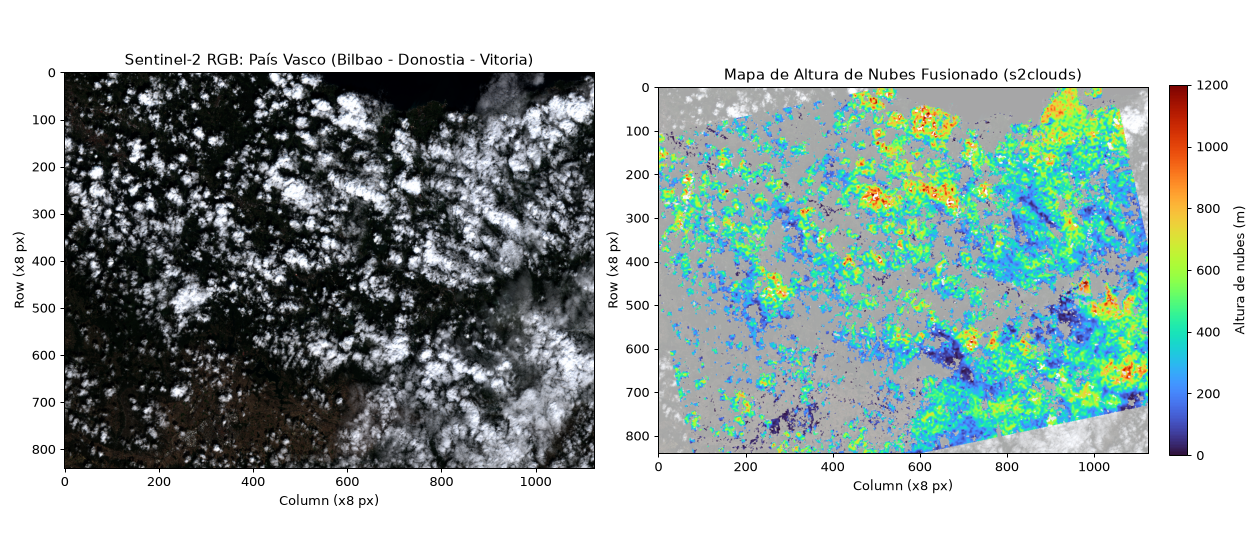 Sentinel-2 RGB: País Vasco (Bilbao - Donostia - Vitoria)
0
100
200
300
400
500
600
700
800
Row (x8 px)
0 200 400 600 800 1000
Column (x8 px)
Mapa de Altura de Nubes Fusionado (s2clouds)
0
100
200
300
400
500
600
700
800
Row (x8 px)
0 200 400 600 800 1000
Column (x8 px)
1200
1000
800
600
400
200
0
Altura de nubes (m)